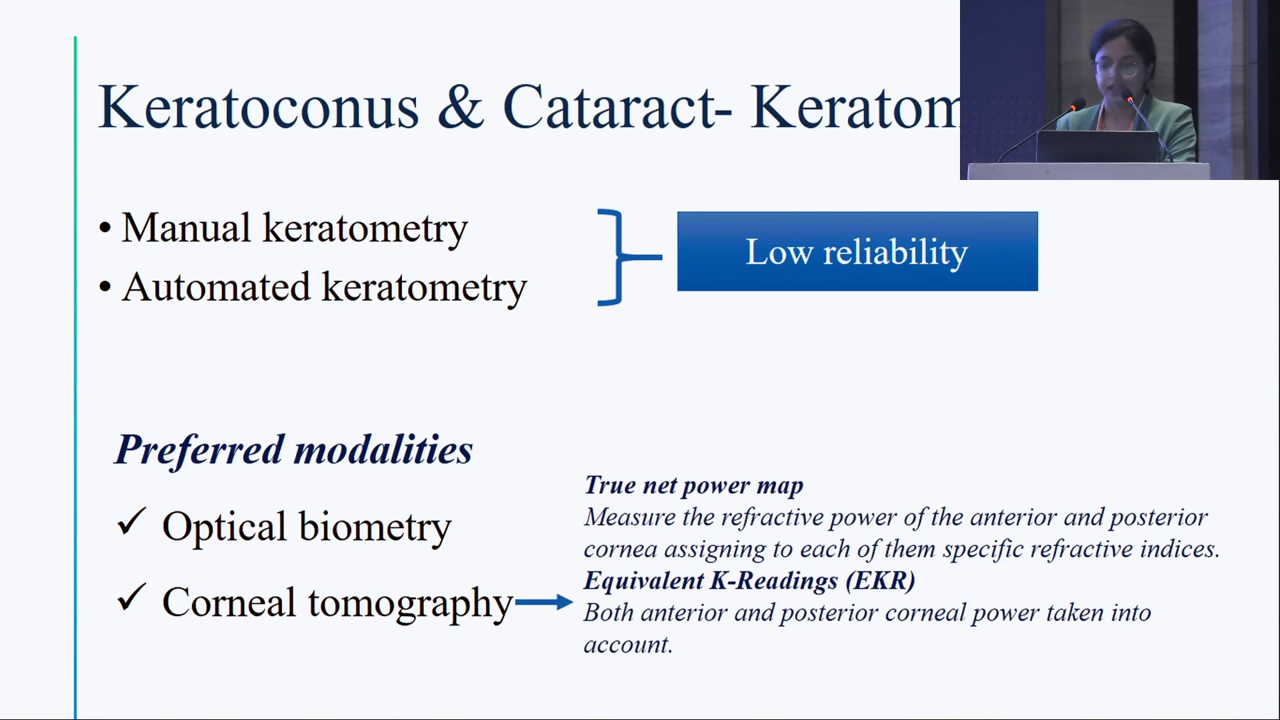 Keratoconus & Cataract- Keratom
• Manual keratometry
• Automated keratometry
Low reliability
Preferred modalities
✓ Optical biometry
✓ Corneal tomography
True net power map
Measure the refractive power of the anterior and posterior
cornea assigning to each of them specific refractive indices.
Equivalent K-Readings (EKR)
Both anterior and posterior corneal power taken into
account.